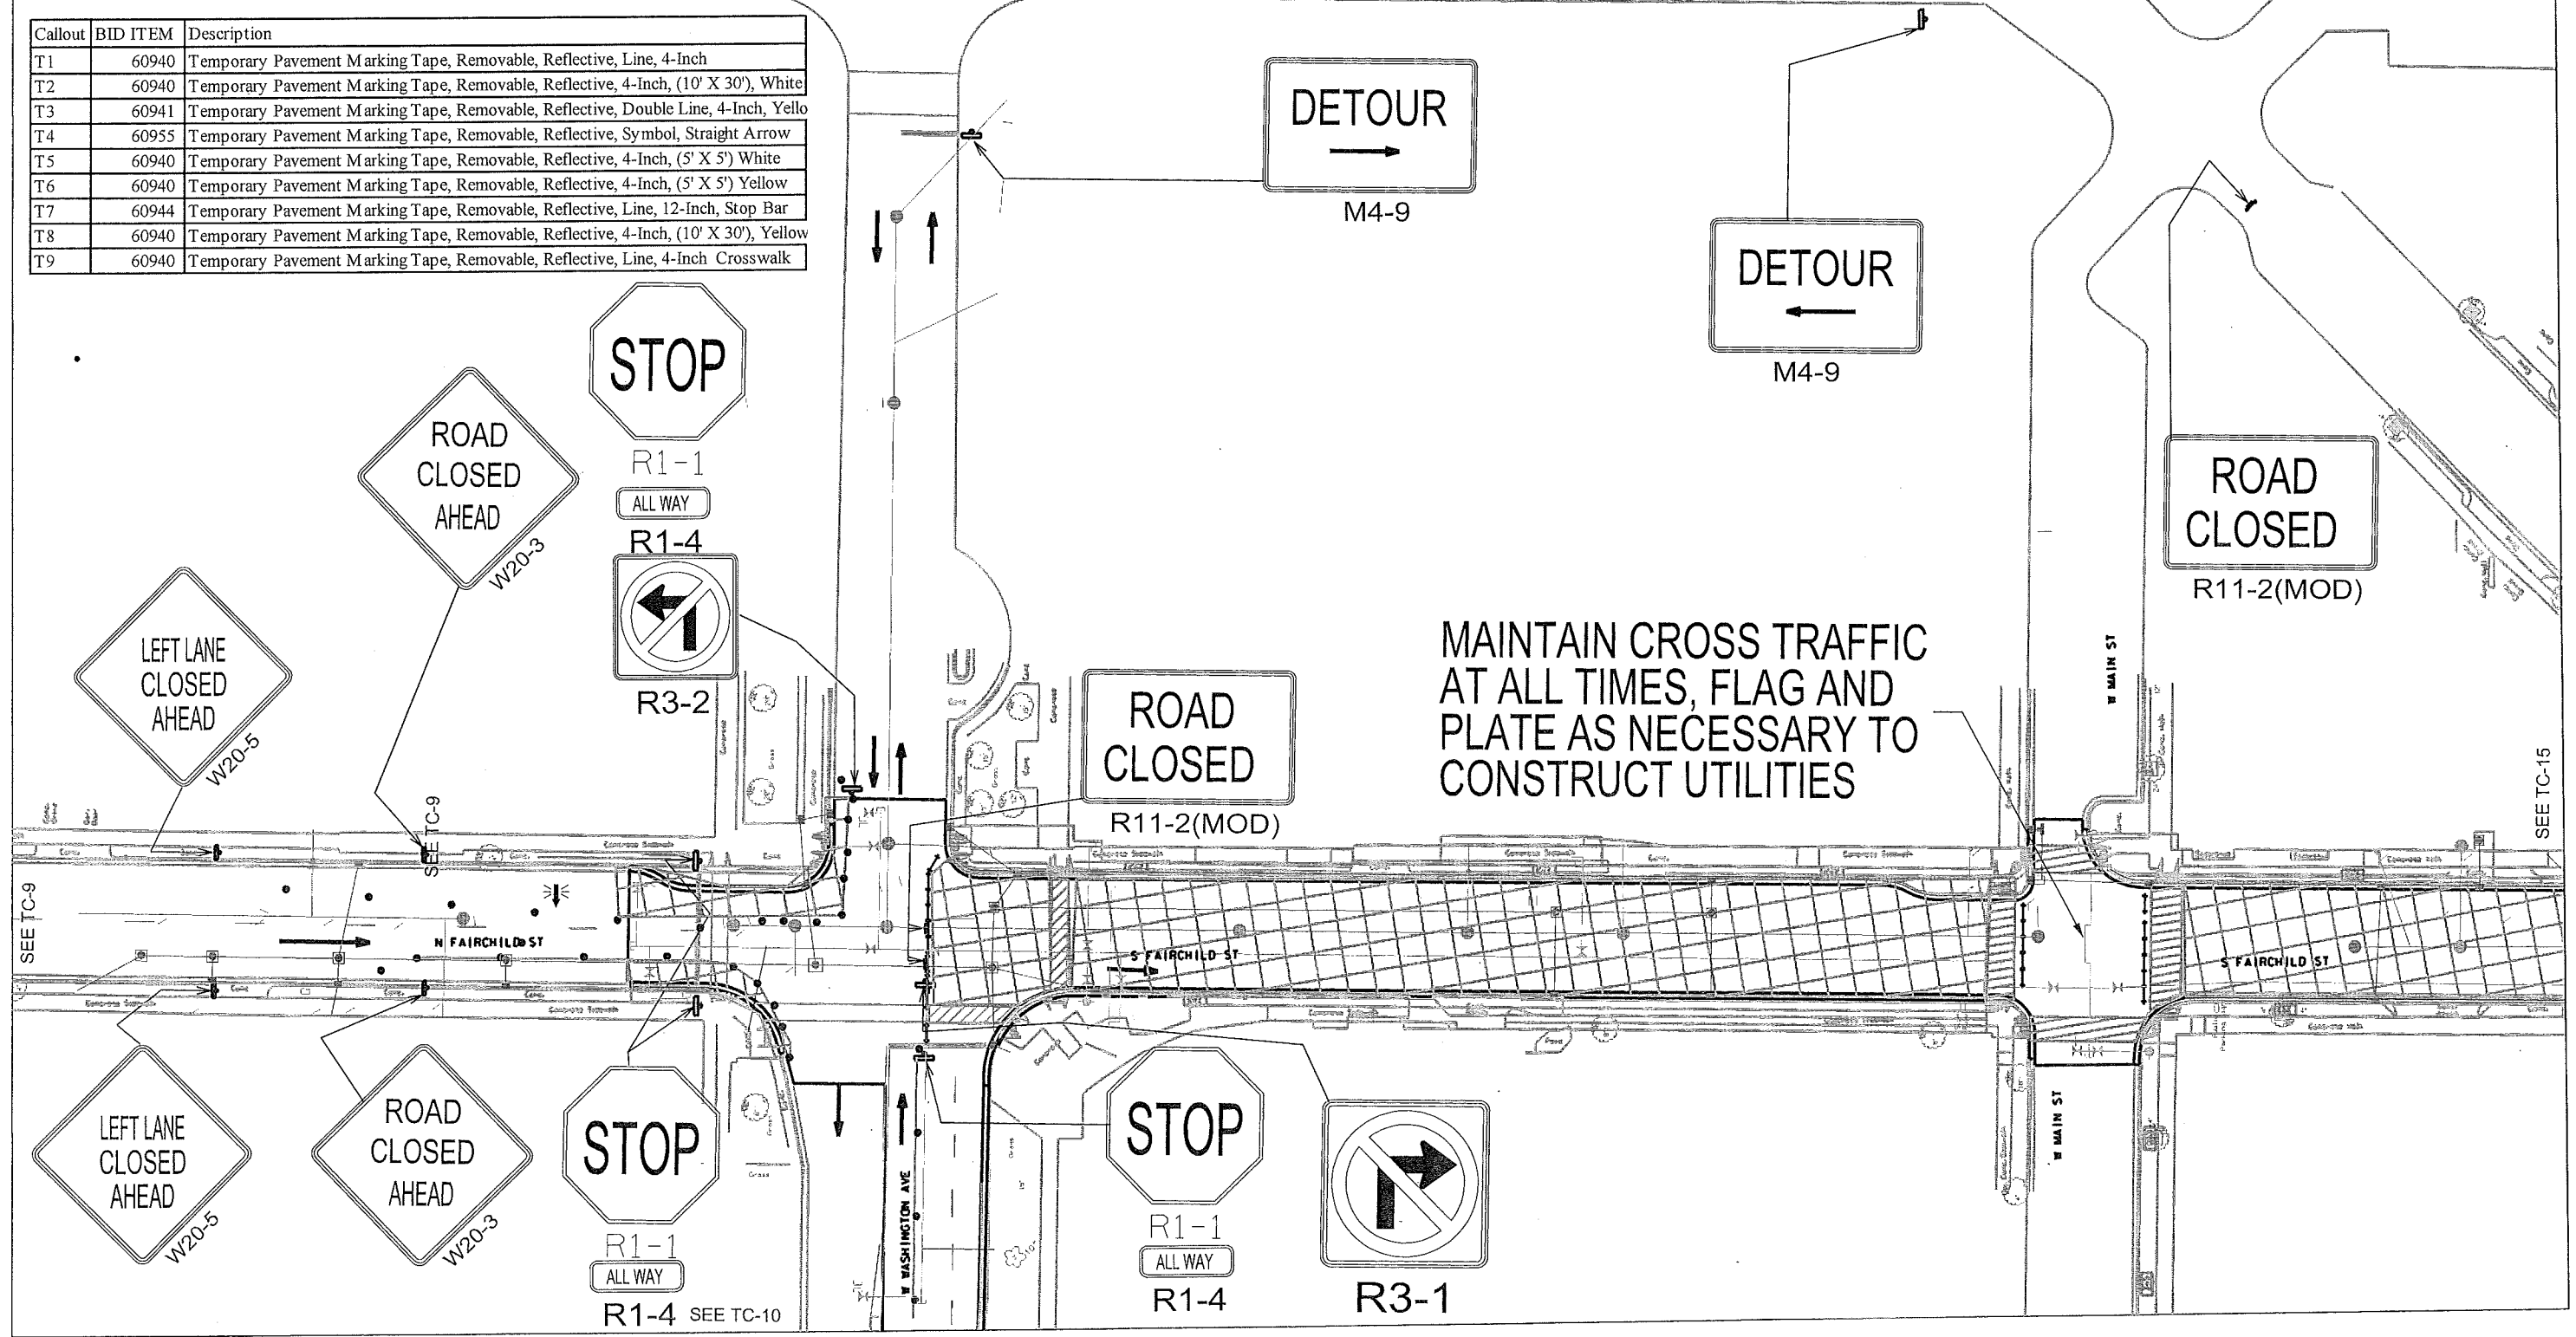 Callout BID ITEM Description
T1 60940 Temporary Pavement Marking Tape, Removable, Reflective, Line, 4-Inch
T2 60940 Temporary Pavement Marking Tape, Removable, Reflective, 4-Inch, (10' X 30'), White
T3 60941 Temporary Pavement Marking Tape, Removable, Reflective, Double Line, 4-Inch, Yello
T4 60955 Temporary Pavement Marking Tape, Removable, Reflective, Symbol, Straight Arrow
T5 60940 Temporary Pavement Marking Tape, Removable, Reflective, 4-Inch, (5' X 5') White
T6 60940 Temporary Pavement Marking Tape, Removable, Reflective, 4-Inch, (5' X 5') Yellow
T7 60944 Temporary Pavement Marking Tape, Removable, Reflective, Line, 12-Inch, Stop Bar
T8 60940 Temporary Pavement Marking Tape, Removable, Reflective, 4-Inch, (10' X 30'), Yellow
T9 60940 Temporary Pavement Marking Tape, Removable, Reflective, Line, 4-Inch Crosswalk
DETOUR
M4-9
DETOUR
M4-9
STOP
R1-1
ALL WAY
R1-4
R3-2
ROAD
CLOSED
AHEAD
W20-3
LEFT LANE
CLOSED
AHEAD
W20-5
ROAD
CLOSED
R11-2(MOD)
ROAD
CLOSED
R11-2(MOD)
MAINTAIN CROSS TRAFFIC
AT ALL TIMES, FLAG AND
PLATE AS NECESSARY TO
CONSTRUCT UTILITIES
W MAIN ST
SEE TC-15
SEE TC-9
SEE TC-9
N FAIRCHILD ST
S FAIRCHILD ST
S FAIRCHILD ST
LEFT LANE
CLOSED
AHEAD
W20-5
ROAD
CLOSED
AHEAD
W20-3
STOP
R1-1
ALL WAY
R1-4
SEE TC-10
W WASHINGTON AVE
STOP
R1-1
ALL WAY
R1-4
R3-1
W MAIN ST